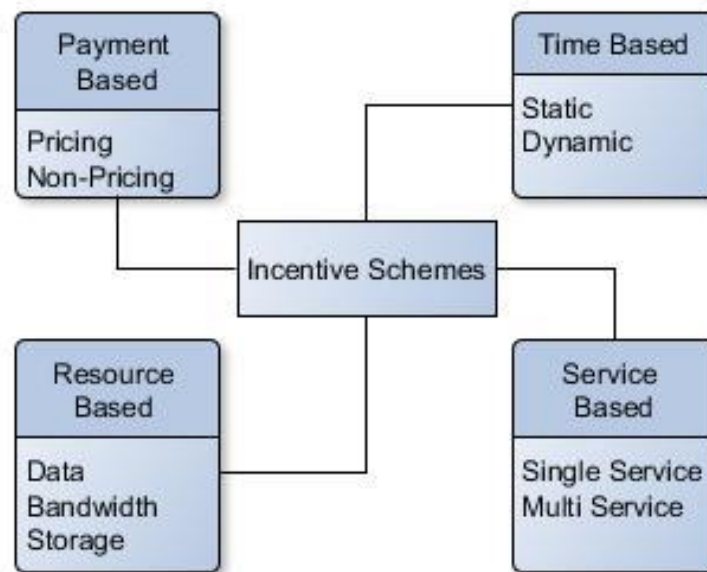 Payment
Based
Pricing
Non-Pricing
Time Based
Static
Dynamic
Incentive Schemes
Resource
Based
Data
Bandwidth
Storage
Service
Based
Single Service
Multi Service